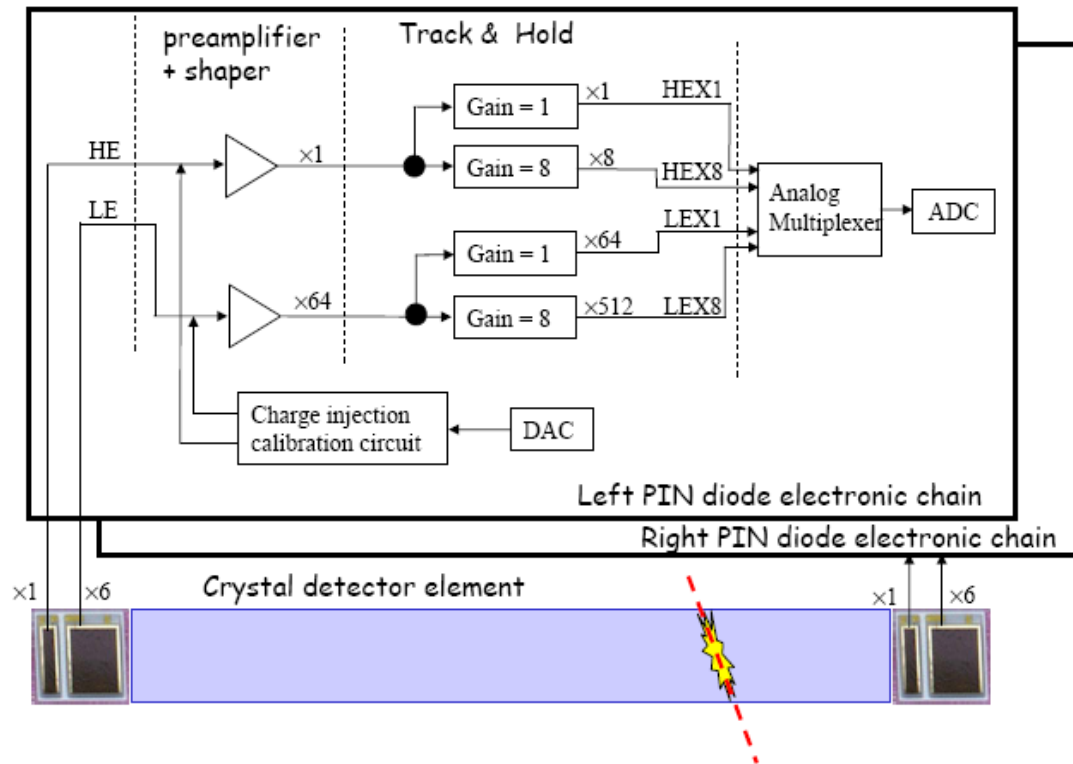 preamplifier
+ shaper
Track & Hold
HE
×1
Gain = 1
×1
HEX1
Gain = 8
×8
HEX8
LE
×64
Gain = 1
×64
LEX1
Gain = 8
×512
LEX8
Analog
Multiplexer
ADC
Charge injection
calibration circuit
DAC
Left PIN diode electronic chain
Right PIN diode electronic chain
×1
×6
Crystal detector element
×1
×6